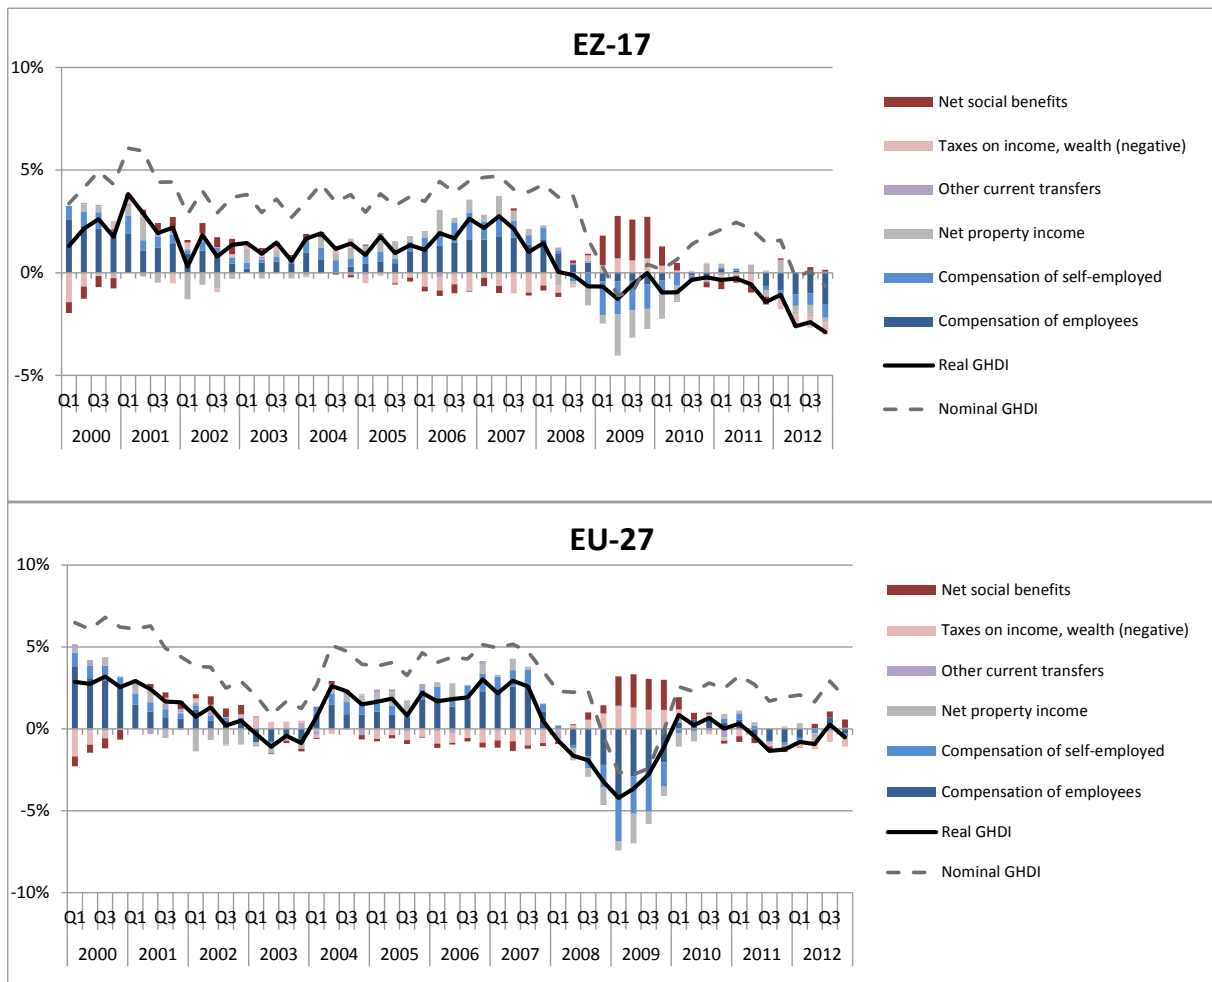 EZ-17
10%
5%
0%
-5%
Net social benefits
Taxes on income, wealth (negative)
Other current transfers
Net property income
Compensation of self-employed
Compensation of employees
Real GHDI
Nominal GHDI
Q1 Q3 Q1 Q3 Q1 Q3 Q1 Q3 Q1 Q3 Q1 Q3 Q1 Q3 Q1 Q3 Q1 Q3 Q1 Q3 Q1 Q3 Q1 Q3 Q1 Q3
2000 2001 2002 2003 2004 2005 2006 2007 2008 2009 2010 2011 2012
EU-27
10%
5%
0%
-5%
-10%
Net social benefits
Taxes on income, wealth (negative)
Other current transfers
Net property income
Compensation of self-employed
Compensation of employees
Real GHDI
Nominal GHDI
Q1 Q3 Q1 Q3 Q1 Q3 Q1 Q3 Q1 Q3 Q1 Q3 Q1 Q3 Q1 Q3 Q1 Q3 Q1 Q3 Q1 Q3 Q1 Q3 Q1 Q3
2000 2001 2002 2003 2004 2005 2006 2007 2008 2009 2010 2011 2012